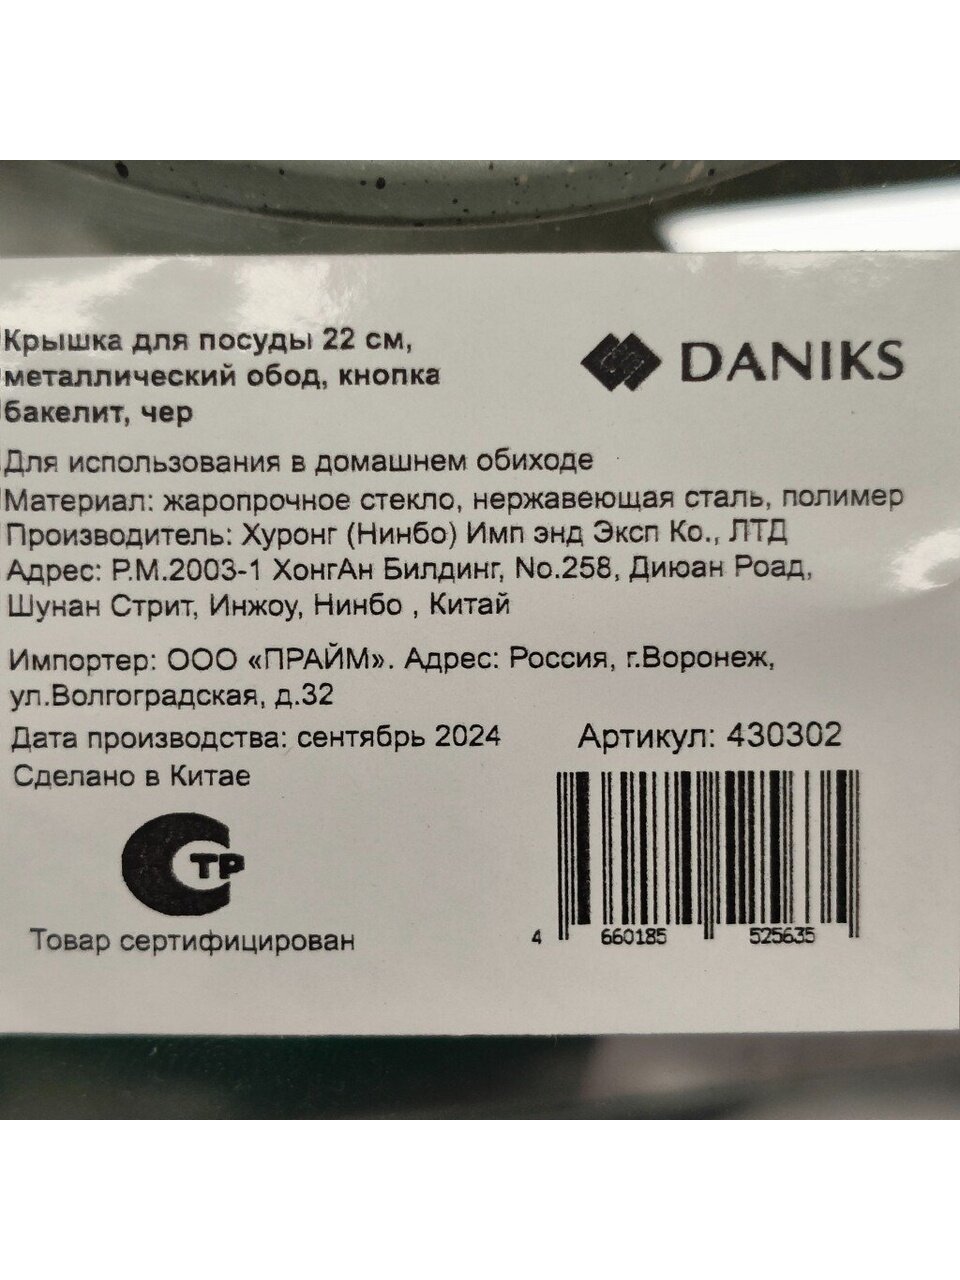 Крышка для посуды 22 см,
металлический обод, кнопка
бакелит, чер
DANIKS
Для использования в домашнем обиходе
Материал: жаропрочное стекло, нержавеющая сталь, полимер
Производитель: Хуронг (Нинбо) Имп энд Эксп Ко., ЛТД
Адрес: Р.М.2003-1 ХонгАн Билдинг, No.258, Диюан Роад,
Шунан Стрит, Инжоу, Нинбо , Китай
Импортер: ООО «ПРАЙМ». Адрес: Россия, г.Воронеж,
ул.Волгоградская, д.32
Дата производства: сентябрь 2024
Сделано в Китае
Артикул: 430302
ТР
Товар сертифицирован
4 660185 525635